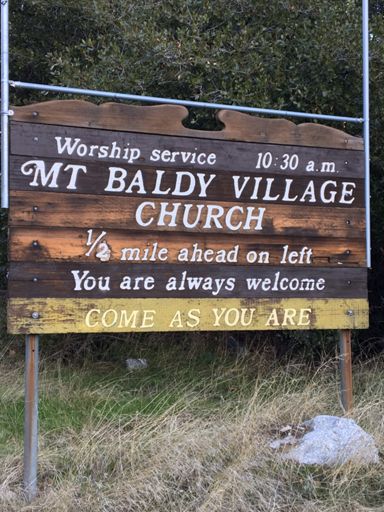 Worship service 10:30 a.m.
MT BALDY VILLAGE
CHURCH
½ mile ahead on left
You are always welcome
COME AS YOU ARE